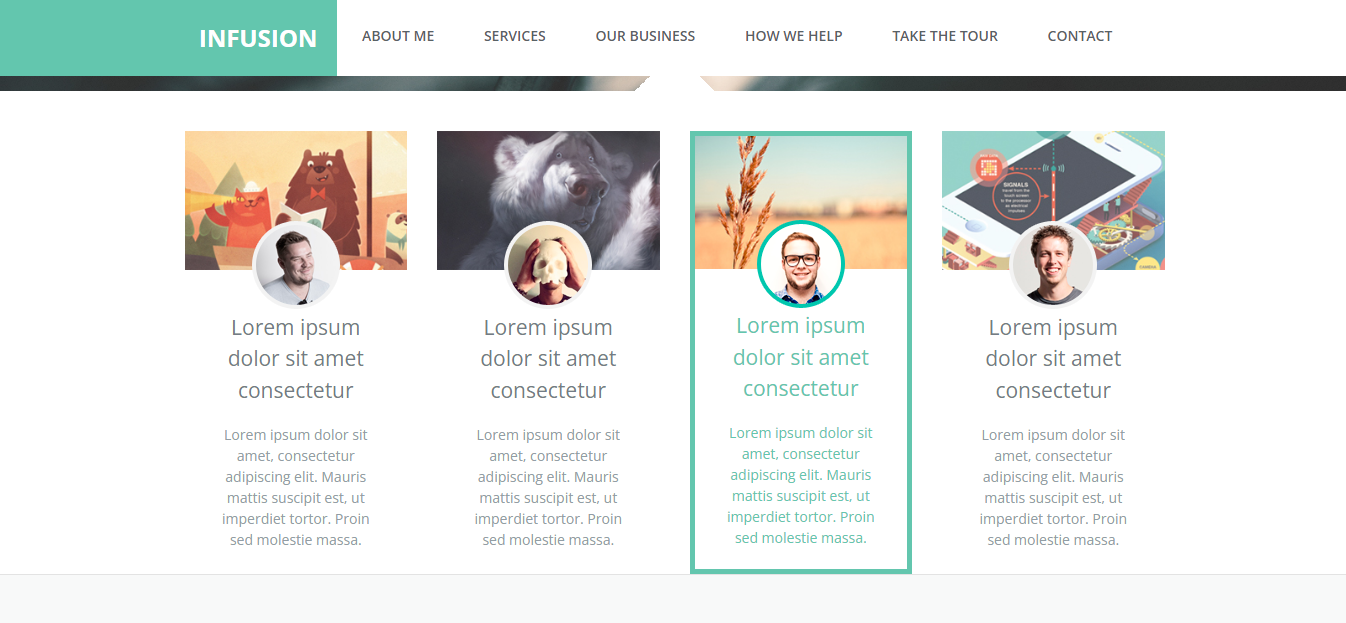 INFUSION
ABOUT ME SERVICES OUR BUSINESS HOW WE HELP TAKE THE TOUR CONTACT
SIGNALS
Lorem ipsum
dolor sit amet
consectetur
Lorem ipsum dolor sit
amet, consectetur
adipiscing elit. Mauris
mattis suscipit est, ut
imperdiet tortor. Proin
sed molestie massa.
Lorem ipsum
dolor sit amet
consectetur
Lorem ipsum dolor sit
amet, consectetur
adipiscing elit. Mauris
mattis suscipit est, ut
imperdiet tortor. Proin
sed molestie massa.
Lorem ipsum
dolor sit amet
consectetur
Lorem ipsum dolor sit
amet, consectetur
adipiscing elit. Mauris
mattis suscipit est, ut
imperdiet tortor. Proin
sed molestie massa.
Lorem ipsum
dolor sit amet
consectetur
Lorem ipsum dolor sit
amet, consectetur
adipiscing elit. Mauris
mattis suscipit est, ut
imperdiet tortor. Proin
sed molestie massa.